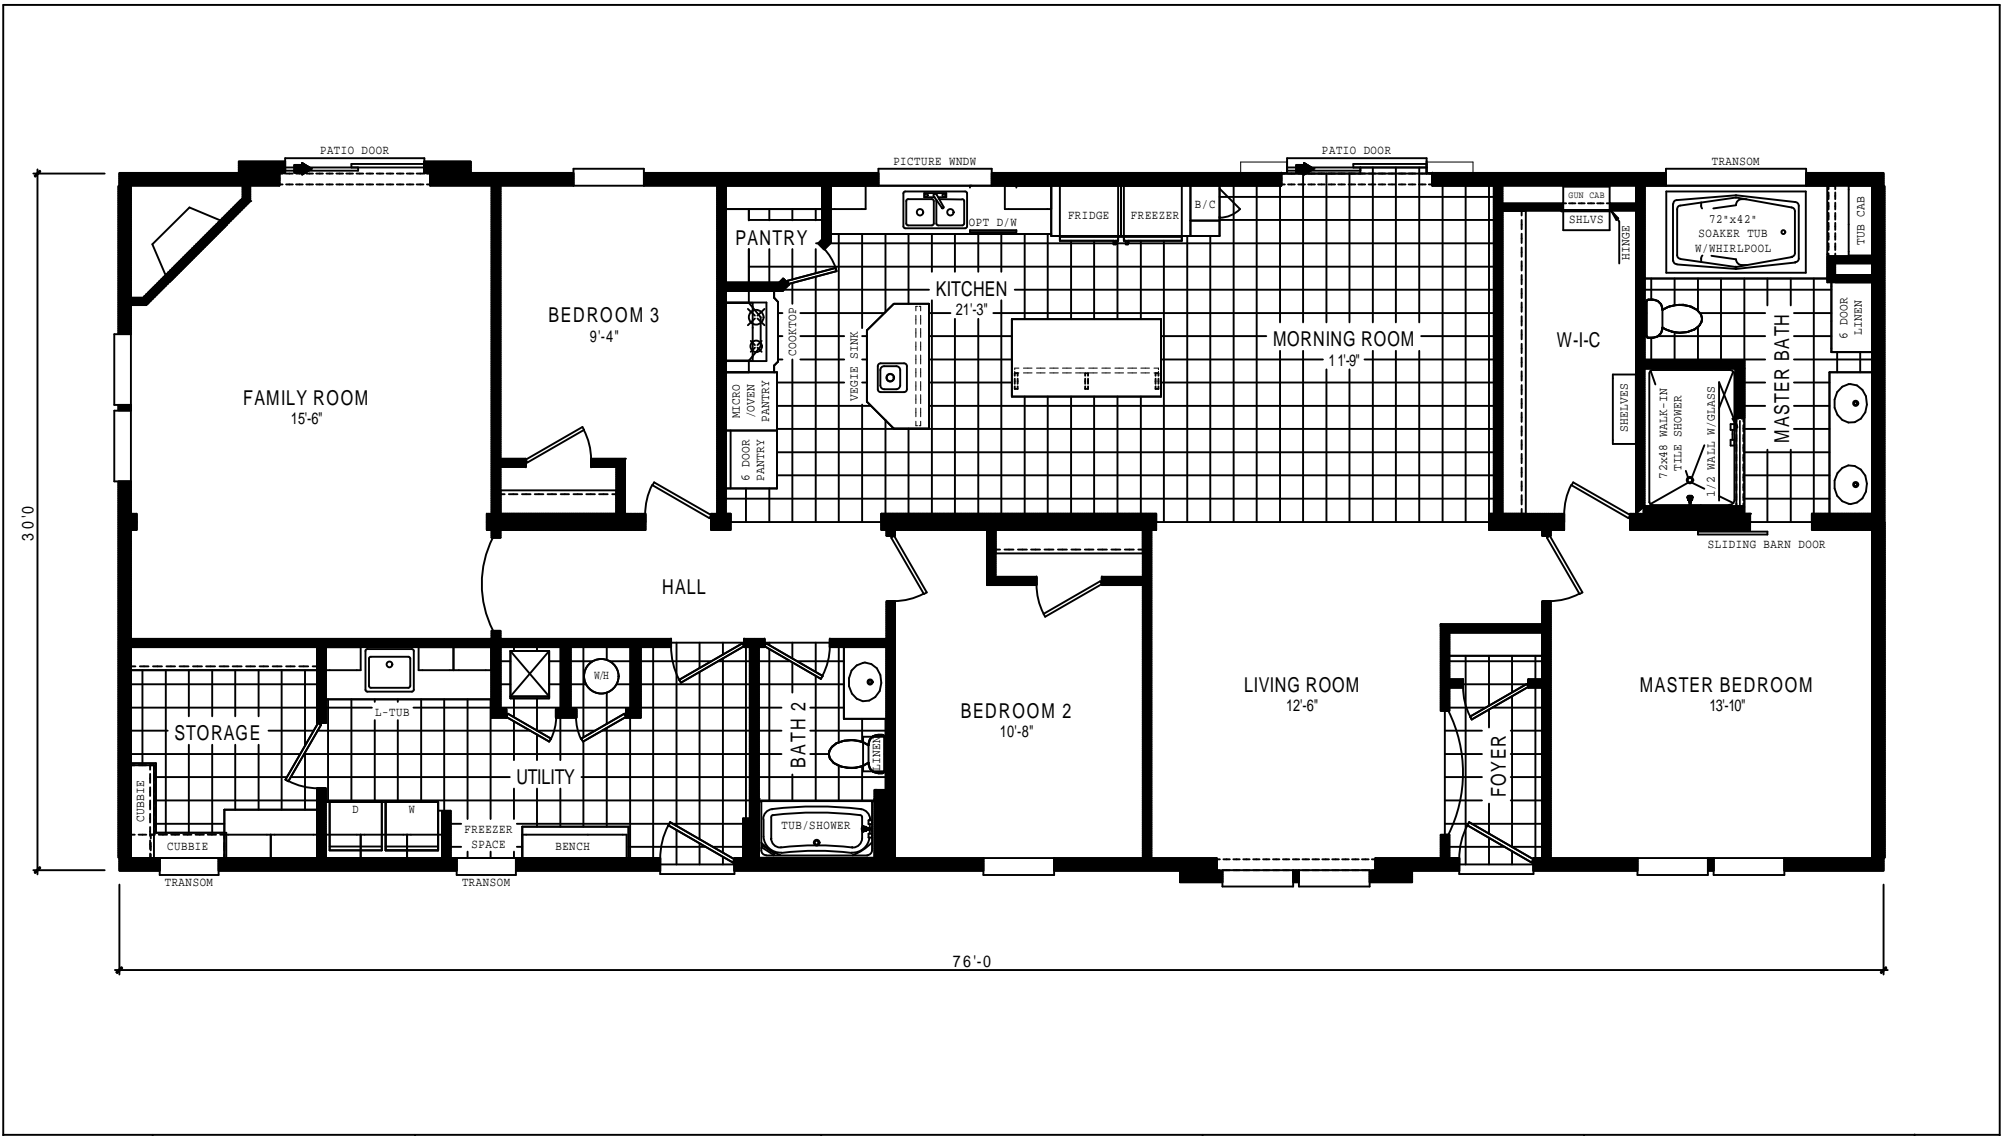 PATIO DOOR
PICTURE WNDW
PATIO DOOR
TRANSOM
FAMILY ROOM
15'-6"
BEDROOM 3
9'-4"
PANTRY
COOKTOP
MICRO
/OVEN
PANTRY
6 DOOR
PANTRY
OPT D/W
FRIDGE
FREEZER
B/C
KITCHEN
21'-3"
VEGIE SINK
MORNING ROOM
11'-9"
GUN CAB
SHLVS
HINGE
W-I-C
SHELVES
72"x42"
SOAKER TUB
W/WHIRLPOOL
TUB CAB
6 DOOR
LINEN
MASTER BATH
72x48 WALK-IN
TILE SHOWER
1/2 WALL W/GLASS
SLIDING BARN DOOR
30'0
HALL
STORAGE
CUBBIE
CUBBIE
L-TUB
W/H
UTILITY
D
W
FREEZER
SPACE
BENCH
BATH 2
LINEN
TUB/SHOWER
BEDROOM 2
10'-8"
LIVING ROOM
12'-6"
FOYER
MASTER BEDROOM
13'-10"
TRANSOM
TRANSOM
76'-0